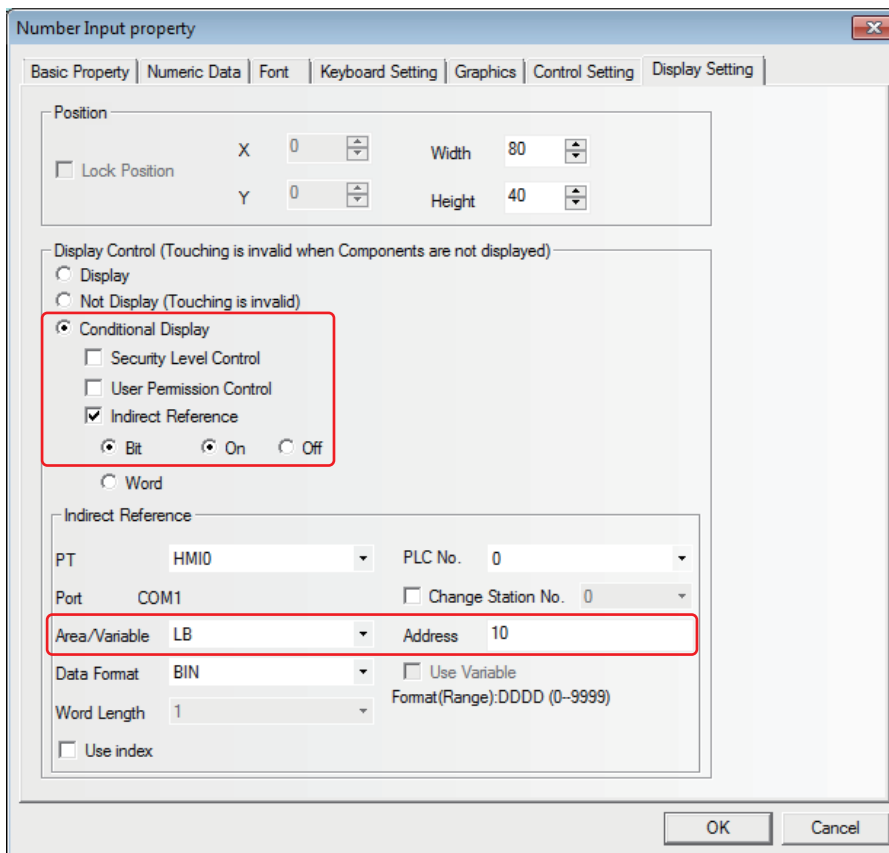 Number Input property
Basic Property Numeric Data Font Keyboard Setting Graphics Control Setting Display Setting
Position
Lock Position X 0 Width 80
Y 0 Height 40
Display Control (Touching is invalid when Components are not displayed)
Display
Not Display (Touching is invalid)
Conditional Display
Security Level Control
User Permission Control
Indirect Reference
Bit On Off
Word
Indirect Reference
PT HMI0 PLC No. 0
Port COM1 Change Station No. 0
Area/Variable LB Address 10
Data Format BIN Use Variable
Format(Range):DDDD (0--9999)
Word Length 1
Use index
OK Cancel